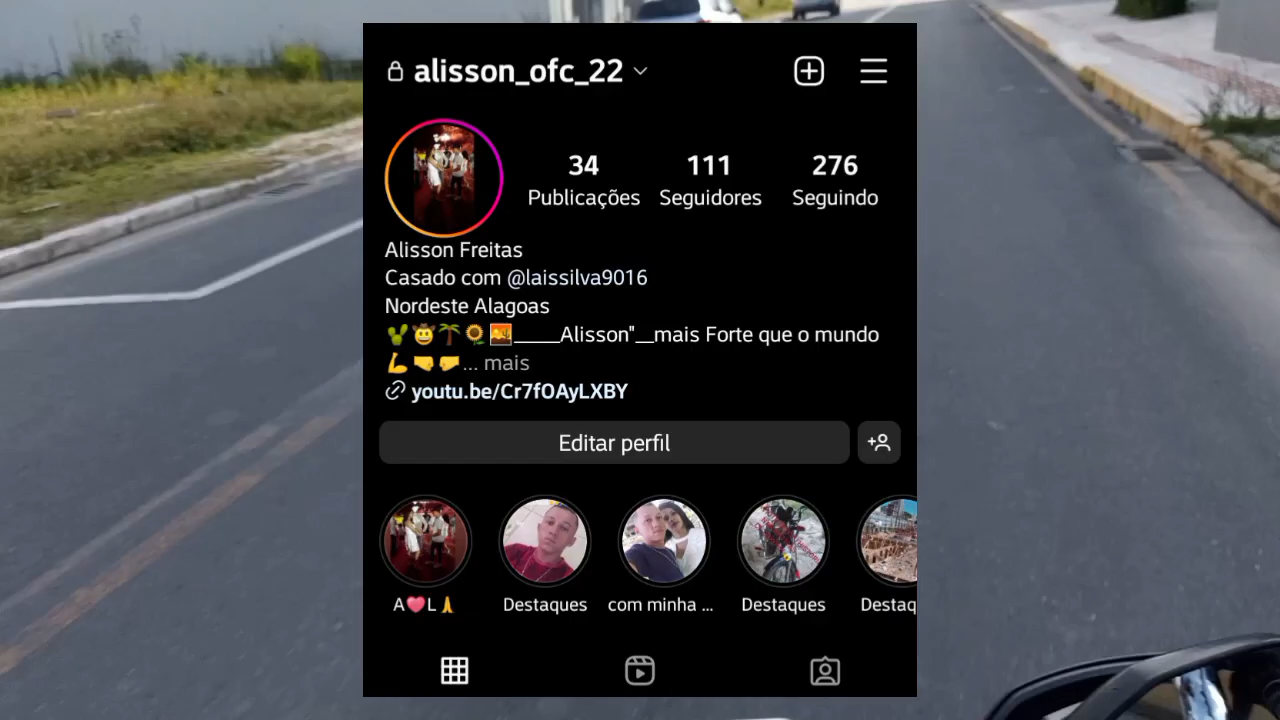 alisson_ofc_22
34 111 276
Publicações Seguidores Seguindo
Alisson Freitas
Casado com @laissilva9016
Nordeste Alagoas
🌵🤠🌴🌻🏜️_____Alisson"__mais Forte que o mundo
💪🤜🤛... mais
youtu.be/Cr7fOAyLXBY
Editar perfil
A❤️L🙏 Destaques com minha ... Destaques Destaq